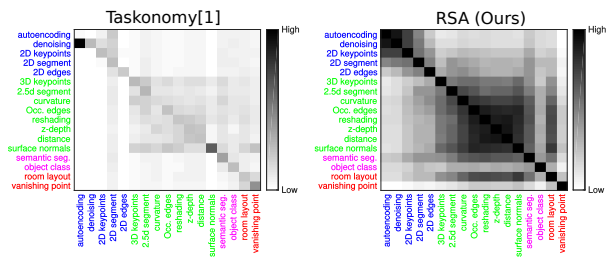 Taskonomy[1]
autoencoding
denoising
2D keypoints
2D segment
2D edges
3D keypoints
2.5d segment
curvature
Occ. edges
reshading
z-depth
distance
surface normals
semantic seg.
object class
room layout
vanishing point
autoencoding
denoising
2D keypoints
2D segment
2D edges
3D keypoints
2.5d segment
curvature
Occ. edges
reshading
z-depth
distance
surface normals
semantic seg.
object class
room layout
vanishing point
High
Low
RSA (Ours)
autoencoding
denoising
2D keypoints
2D segment
2D edges
3D keypoints
2.5d segment
curvature
Occ. edges
reshading
z-depth
distance
surface normals
semantic seg.
object class
room layout
vanishing point
autoencoding
denoising
2D keypoints
2D segment
2D edges
3D keypoints
2.5d segment
curvature
Occ. edges
reshading
z-depth
distance
surface normals
semantic seg.
object class
room layout
vanishing point
High
Low